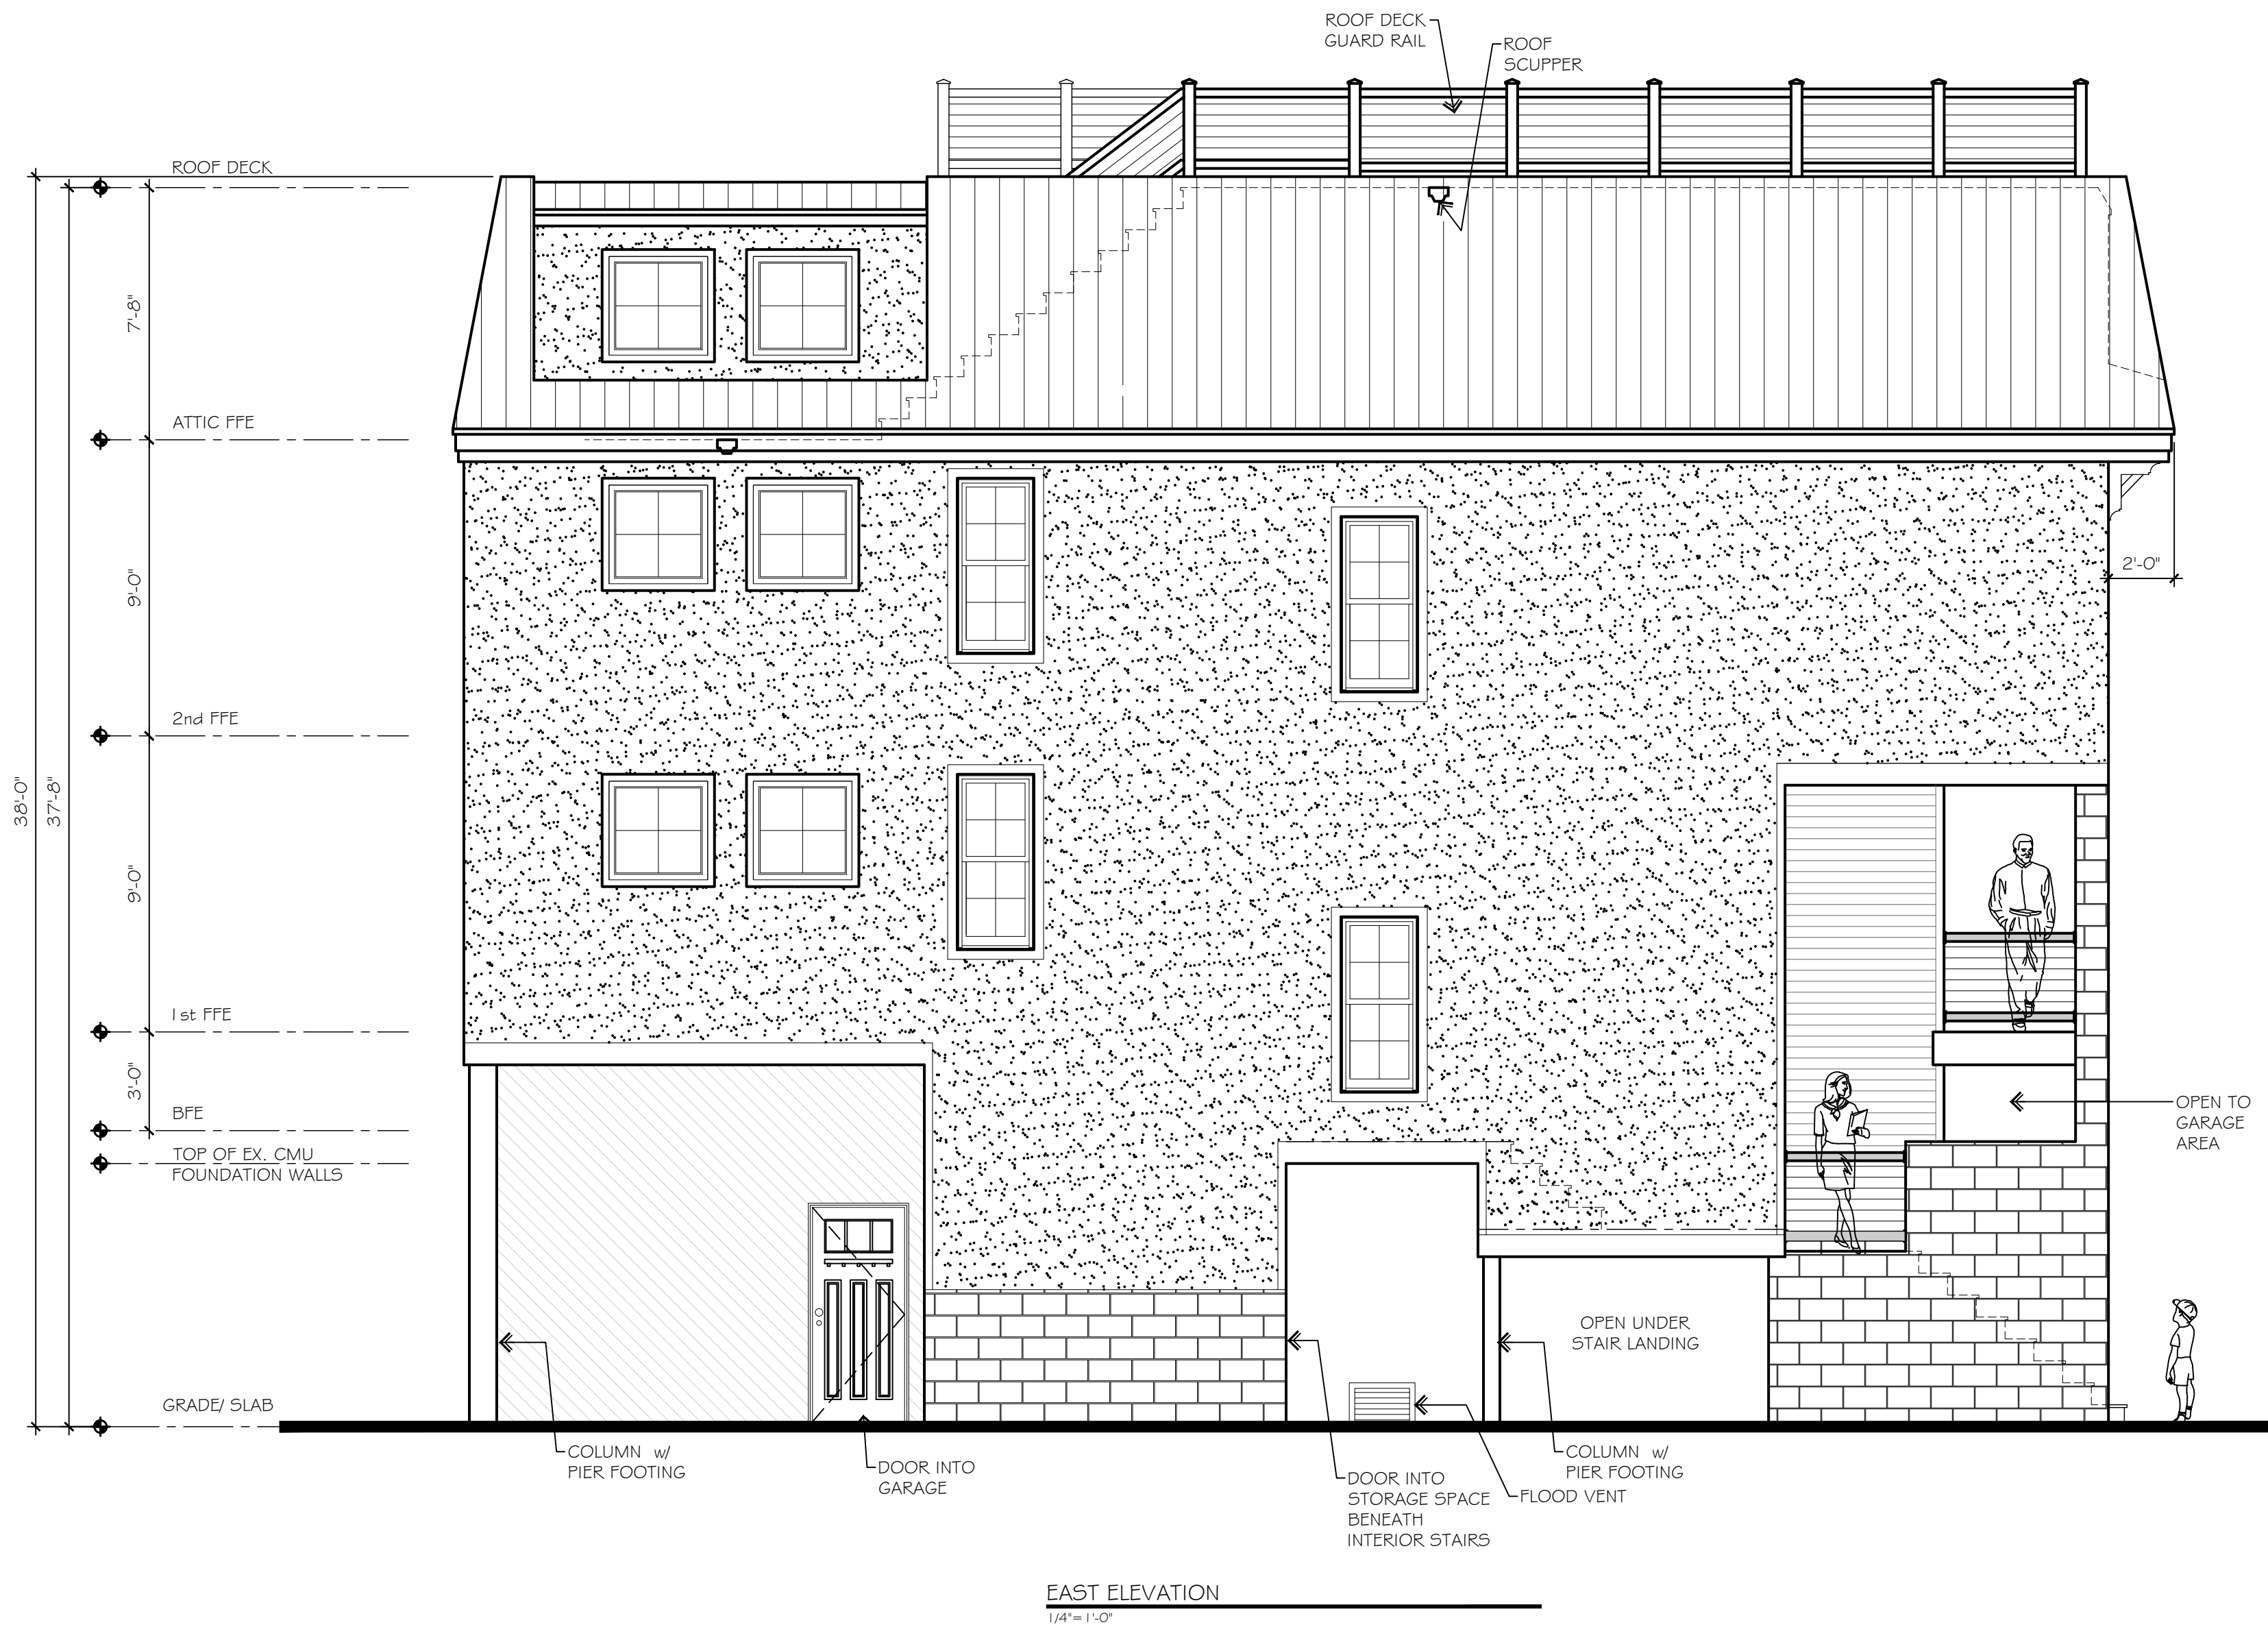 ROOF DECK
GUARD RAIL
ROOF
SCUPPER
ROOF DECK
7'-8"
ATTIC FFE
9'-0"
2'-0"
2nd FFE
38'-0"
37'-8"
9'-0"
1st FFE
3'-0"
BFE
TOP OF EX. CMU
FOUNDATION WALLS
OPEN TO
GARAGE
AREA
OPEN UNDER
STAIR LANDING
GRADE/ SLAB
COLUMN w/
PIER FOOTING
DOOR INTO
GARAGE
DOOR INTO
STORAGE SPACE
BENEATH
INTERIOR STAIRS
COLUMN w/
PIER FOOTING
FLOOD VENT
EAST ELEVATION
1/4"=1'-0"